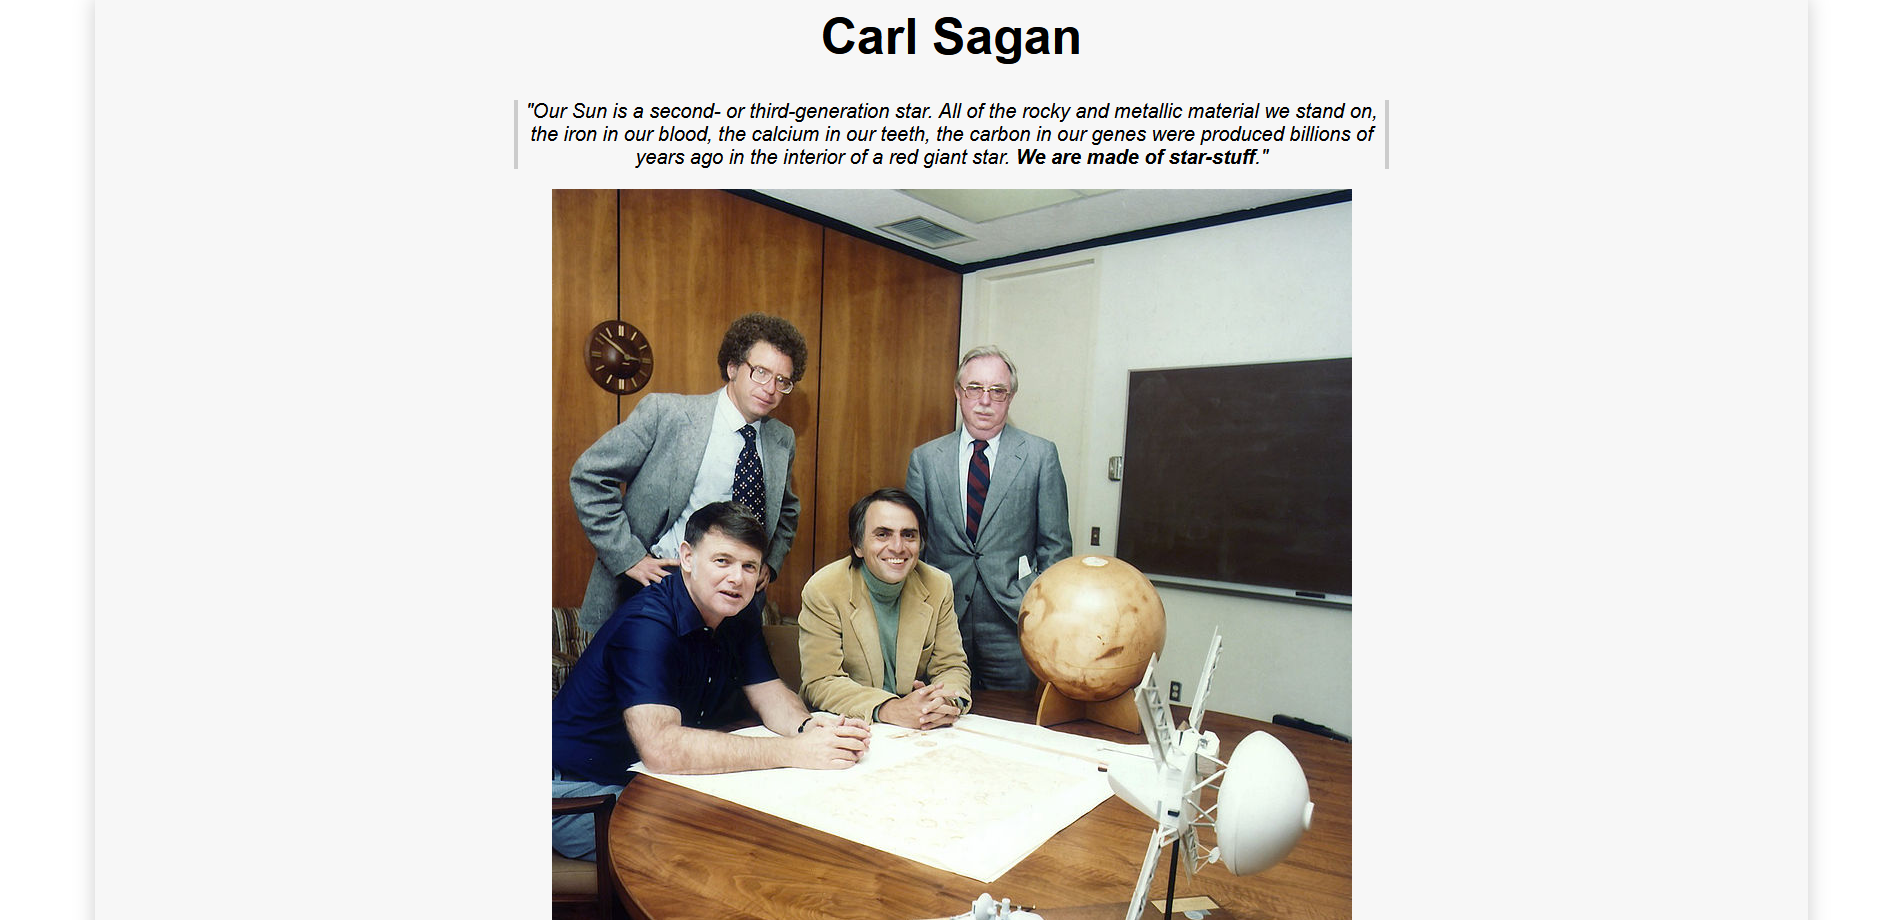 Carl Sagan
"Our Sun is a second- or third-generation star. All of the rocky and metallic material we stand on,
the iron in our blood, the calcium in our teeth, the carbon in our genes were produced billions of
years ago in the interior of a red giant star. We are made of star-stuff."